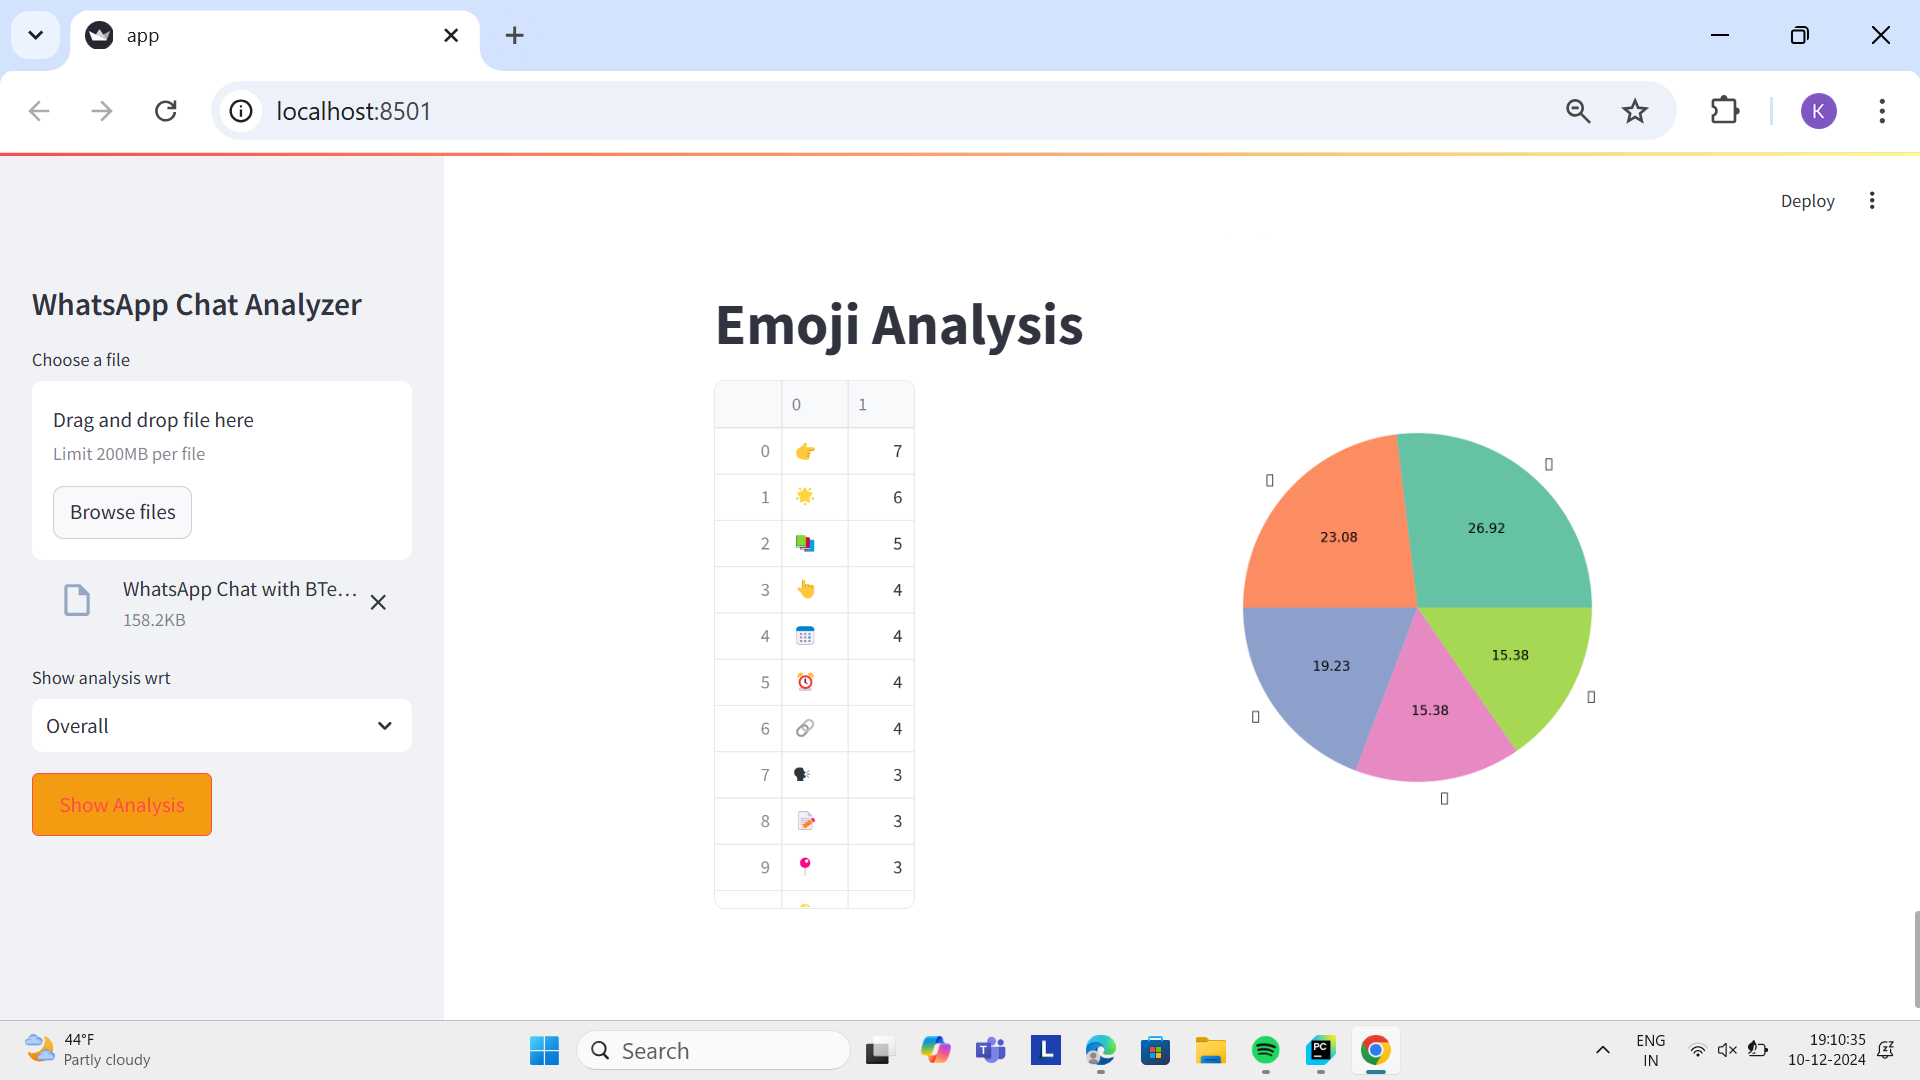 app
localhost:8501
K
Deploy
WhatsApp Chat Analyzer
Choose a file
Drag and drop file here
Limit 200MB per file
Browse files
WhatsApp Chat with BTe...
158.2KB
Show analysis wrt
Overall
Show Analysis
Emoji Analysis
0 1
0 👉 7
1 🌟 6
2 📚 5
3 👆 4
4 📅 4
5 ⏰ 4
6 🔗 4
7 🗣 3
8 📝 3
9 📍 3
23.08
26.92
19.23
15.38
15.38
44°F
Partly cloudy
Search
L
PC
ENG
IN
19:10:35
10-12-2024